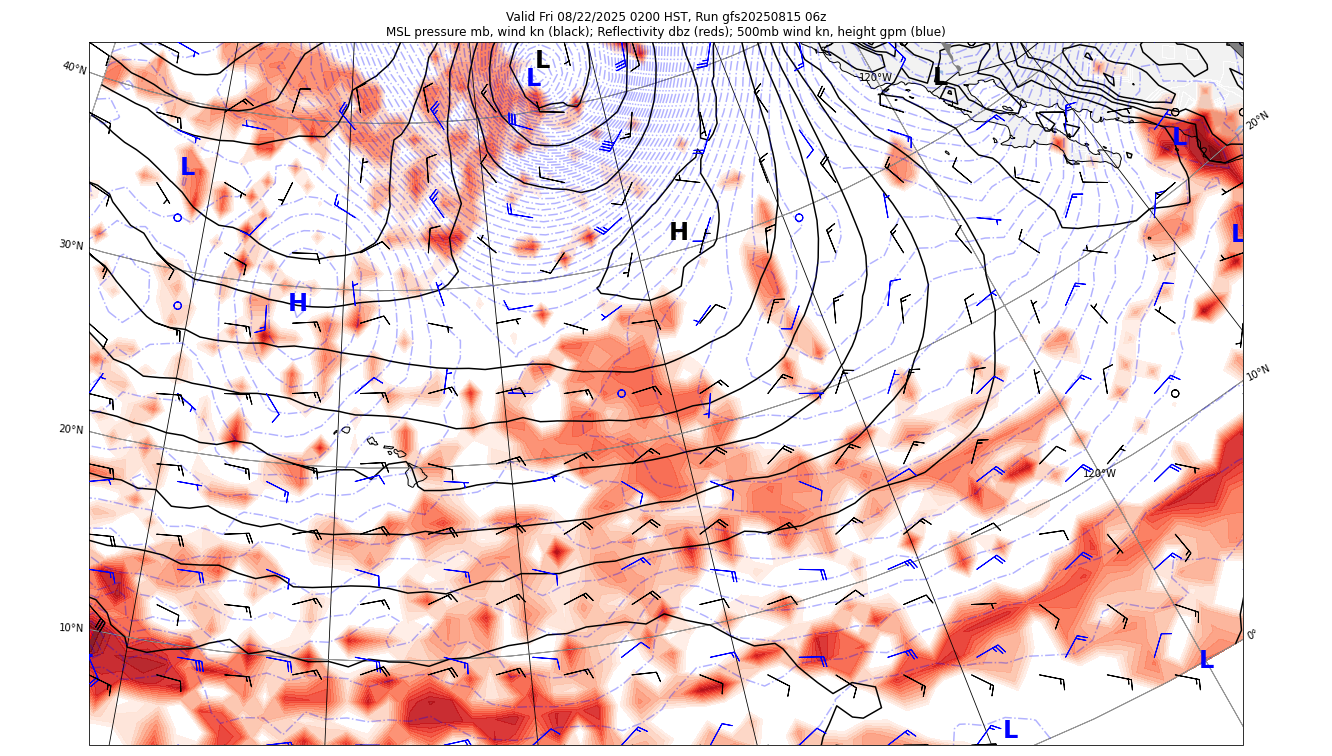 Valid Fri 08/22/2025 0200 HST, Run gfs20250815 06z
MSL pressure mb, wind kn (black); Reflectivity dbz (reds); 500mb wind kn, height gpm (blue)
L
L
40°N
120°W
L
20°N
L
L
H
L
30°N
H
10°N
20°N
120°W
10°N
0°
L
L